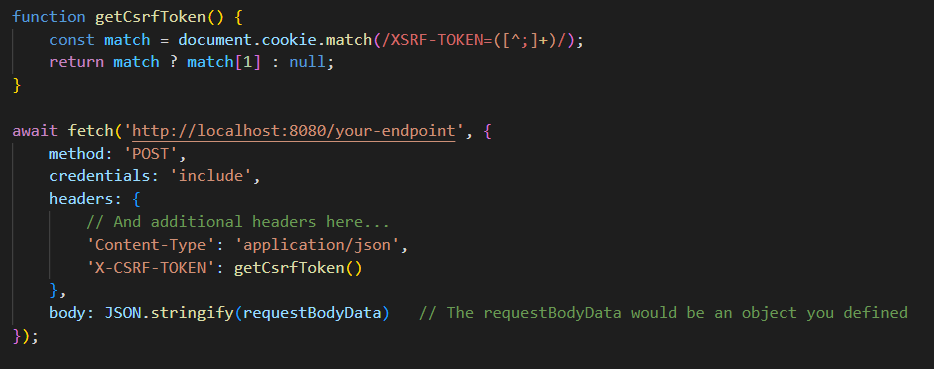 function getCsrfToken() {
    const match = document.cookie.match(/XSRF-TOKEN=([^;]+)/);
    return match ? match[1] : null;
}

await fetch('http://localhost:8080/your-endpoint', {
    method: 'POST',
    credentials: 'include',
    headers: {
        // And additional headers here...
        'Content-Type': 'application/json',
        'X-CSRF-TOKEN': getCsrfToken()
    },
    body: JSON.stringify(requestBodyData)   // The requestBodyData would be an object you defined
});